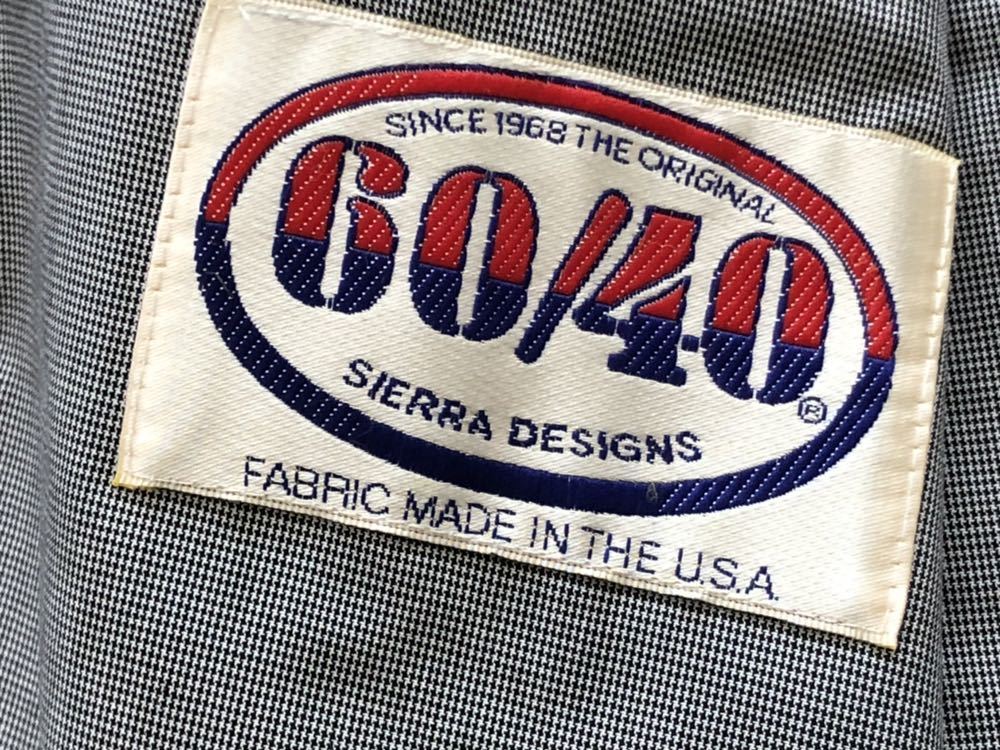 SINCE 1968 THE ORIGINAL
60/40®
SIERRA DESIGNS
FABRIC MADE IN THE U.S.A.